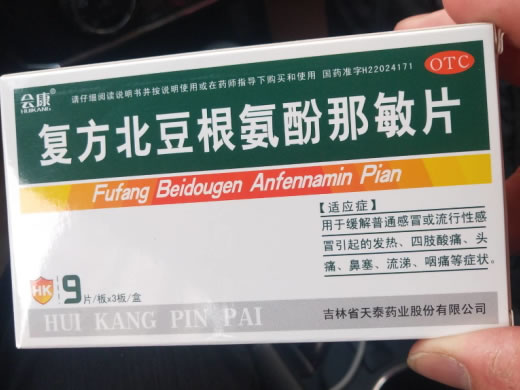 会康®
HUIKANG
请仔细阅读说明书并按说明使用或在药师指导下购买和使用 国药准字H22024171
OTC
复方北豆根氨酚那敏片
Fufang Beidougen Anfennamin Pian
【适应症】
用于缓解普通感冒或流行性感
冒引起的发热、四肢酸痛、头
痛、鼻塞、流涕、咽痛等症状。
HK
9片/板x3板/盒
HUI KANG PIN PAI
吉林省天泰药业股份有限公司